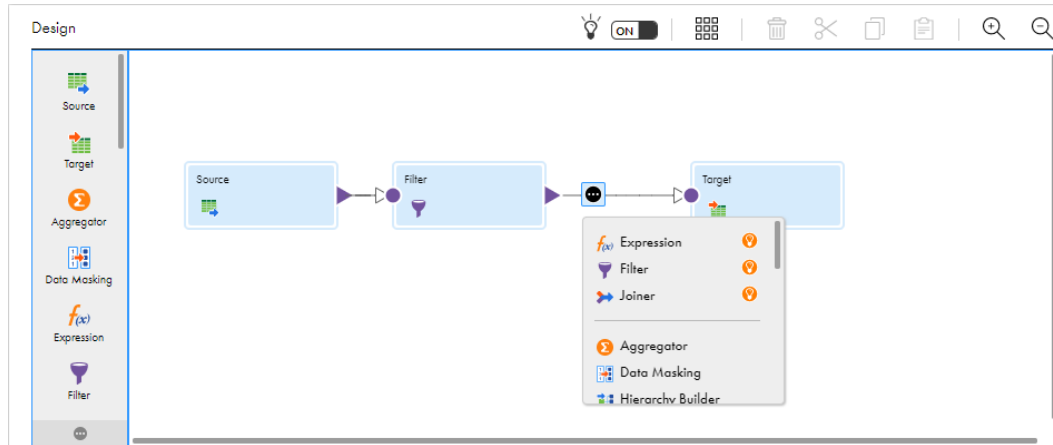 Design
ON
Source
Target
Aggregator
Data Masking
f(x)
Expression
Filter
Source
Filter
Target
f(x) Expression
Filter
Joiner
Aggregator
Data Masking
Hierarchy Builder